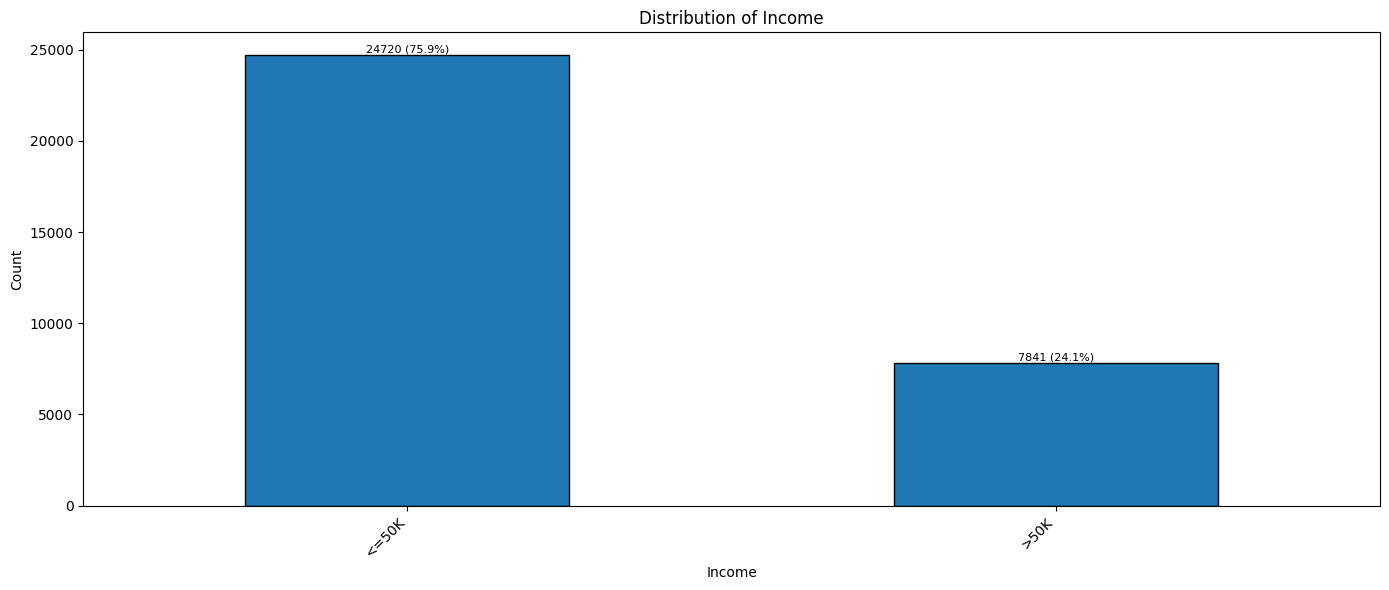 Distribution of Income
25000
20000
15000
10000
5000
0
Count
24720 (75.9%)
7841 (24.1%)
<=50K
>50K
Income